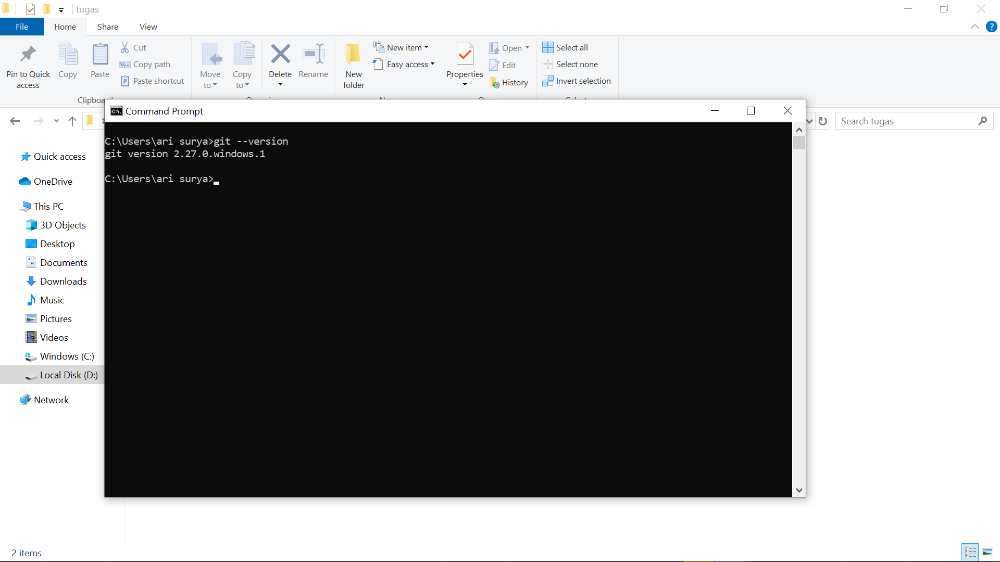 tugas
File Home Share View
Pin to Quick access
Copy
Paste
Cut
Copy path
Paste shortcut
Move to
Copy to
Delete
Rename
New folder
New item
Easy access
Properties
Open
Edit
History
Select all
Select none
Invert selection
Clipboard
Command Prompt
Search tugas
C:\Users\ari surya>git --version
git version 2.27.0.windows.1
C:\Users\ari surya>
Quick access
OneDrive
This PC
3D Objects
Desktop
Documents
Downloads
Music
Pictures
Videos
Windows (C:)
Local Disk (D:)
Network
2 items